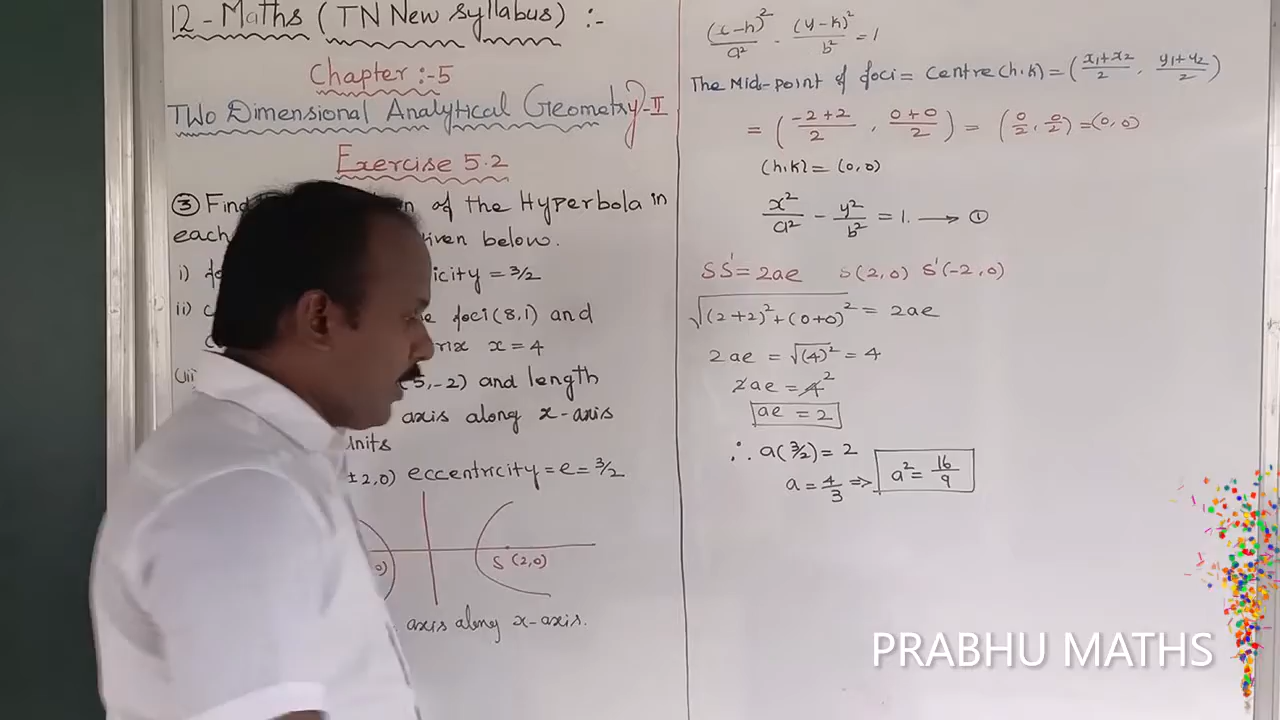 12 - Maths (TN New Syllabus) :-
Chapter :- 5
Two Dimensional Analytical Geometry-II
Exercise 5.2
③ Find of the Hyperbola in
each given below.
i) icity = 3/2
ii) foci (8,1) and
x = 4
(5,-2) and length
axis along x-axis
units
±2,0) eccentricity = e = 3/2
S (2,0)
axis along x-axis.
(x-h)²/a² - (y-k)²/b² = 1
The Mid-point of foci = Centre (h,k) = (x₁+x₂/2, y₁+y₂/2)
= (-2+2/2, 0+0/2) = (0/2, 0/2) = (0,0)
(h,k) = (0,0)
x²/a² - y²/b² = 1. → ①
SS' = 2ae S(2,0) S'(-2,0)
√(2+2)²+(0+0)² = 2ae
2ae = √(4)² = 4
2ae = 4 2
ae = 2
∴ a(3/2) = 2
a = 4/3 ⇒ a² = 16/9
PRABHU MATHS